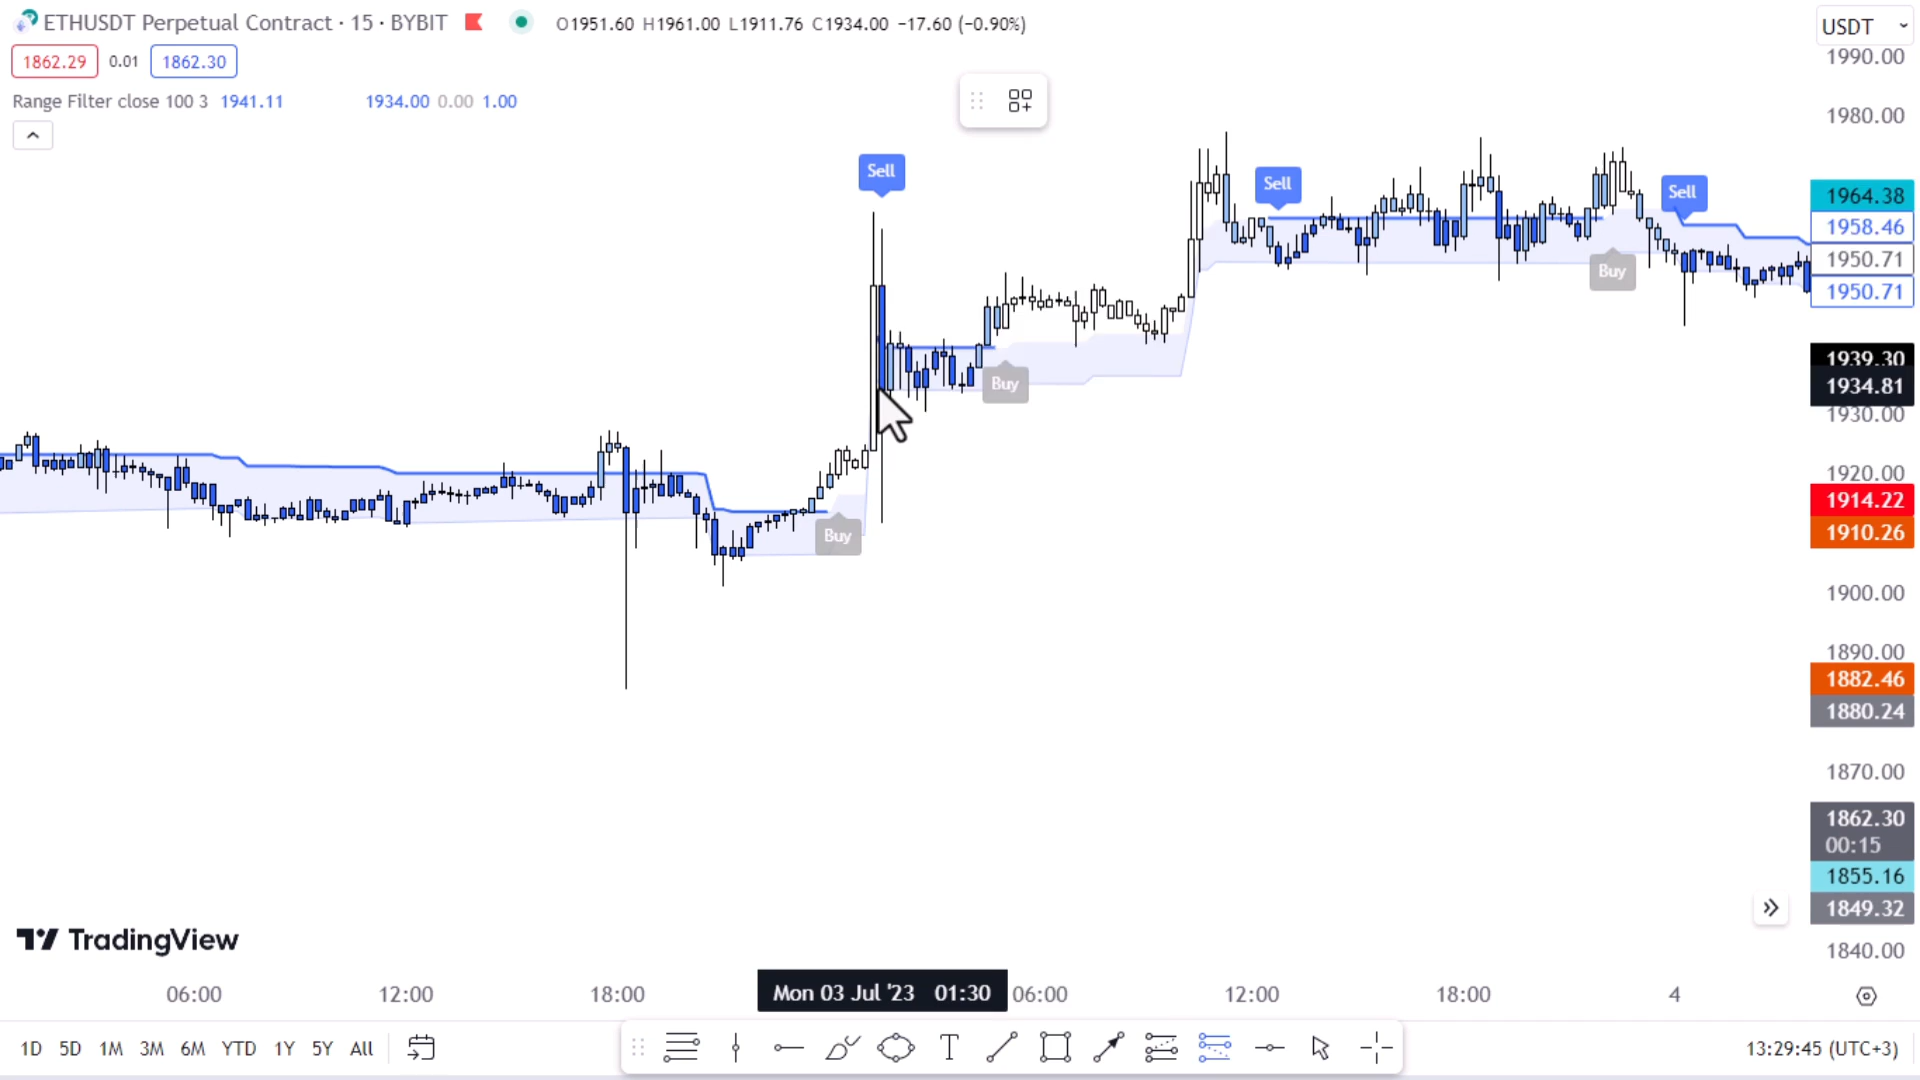 ETHUSDT Perpetual Contract · 15 · BYBIT O1951.60 H1961.00 L1911.76 C1934.00 −17.60 (−0.90%)
USDT
1862.29 0.01 1862.30
Range Filter close 100 3 1941.11 1934.00 0.00 1.00
1990.00
1980.00
Sell
Sell
Sell
1964.38
1958.46
1950.71
1950.71
Buy
1939.30
1934.81
Buy
1930.00
1920.00
1914.22
1910.26
Buy
1900.00
1890.00
1882.46
1880.24
1870.00
1862.30
00:15
1855.16
1849.32
1840.00
TradingView
06:00 12:00 18:00 Mon 03 Jul '23 01:30 06:00 12:00 18:00 4
1D 5D 1M 3M 6M YTD 1Y 5Y All T 13:29:45 (UTC+3)